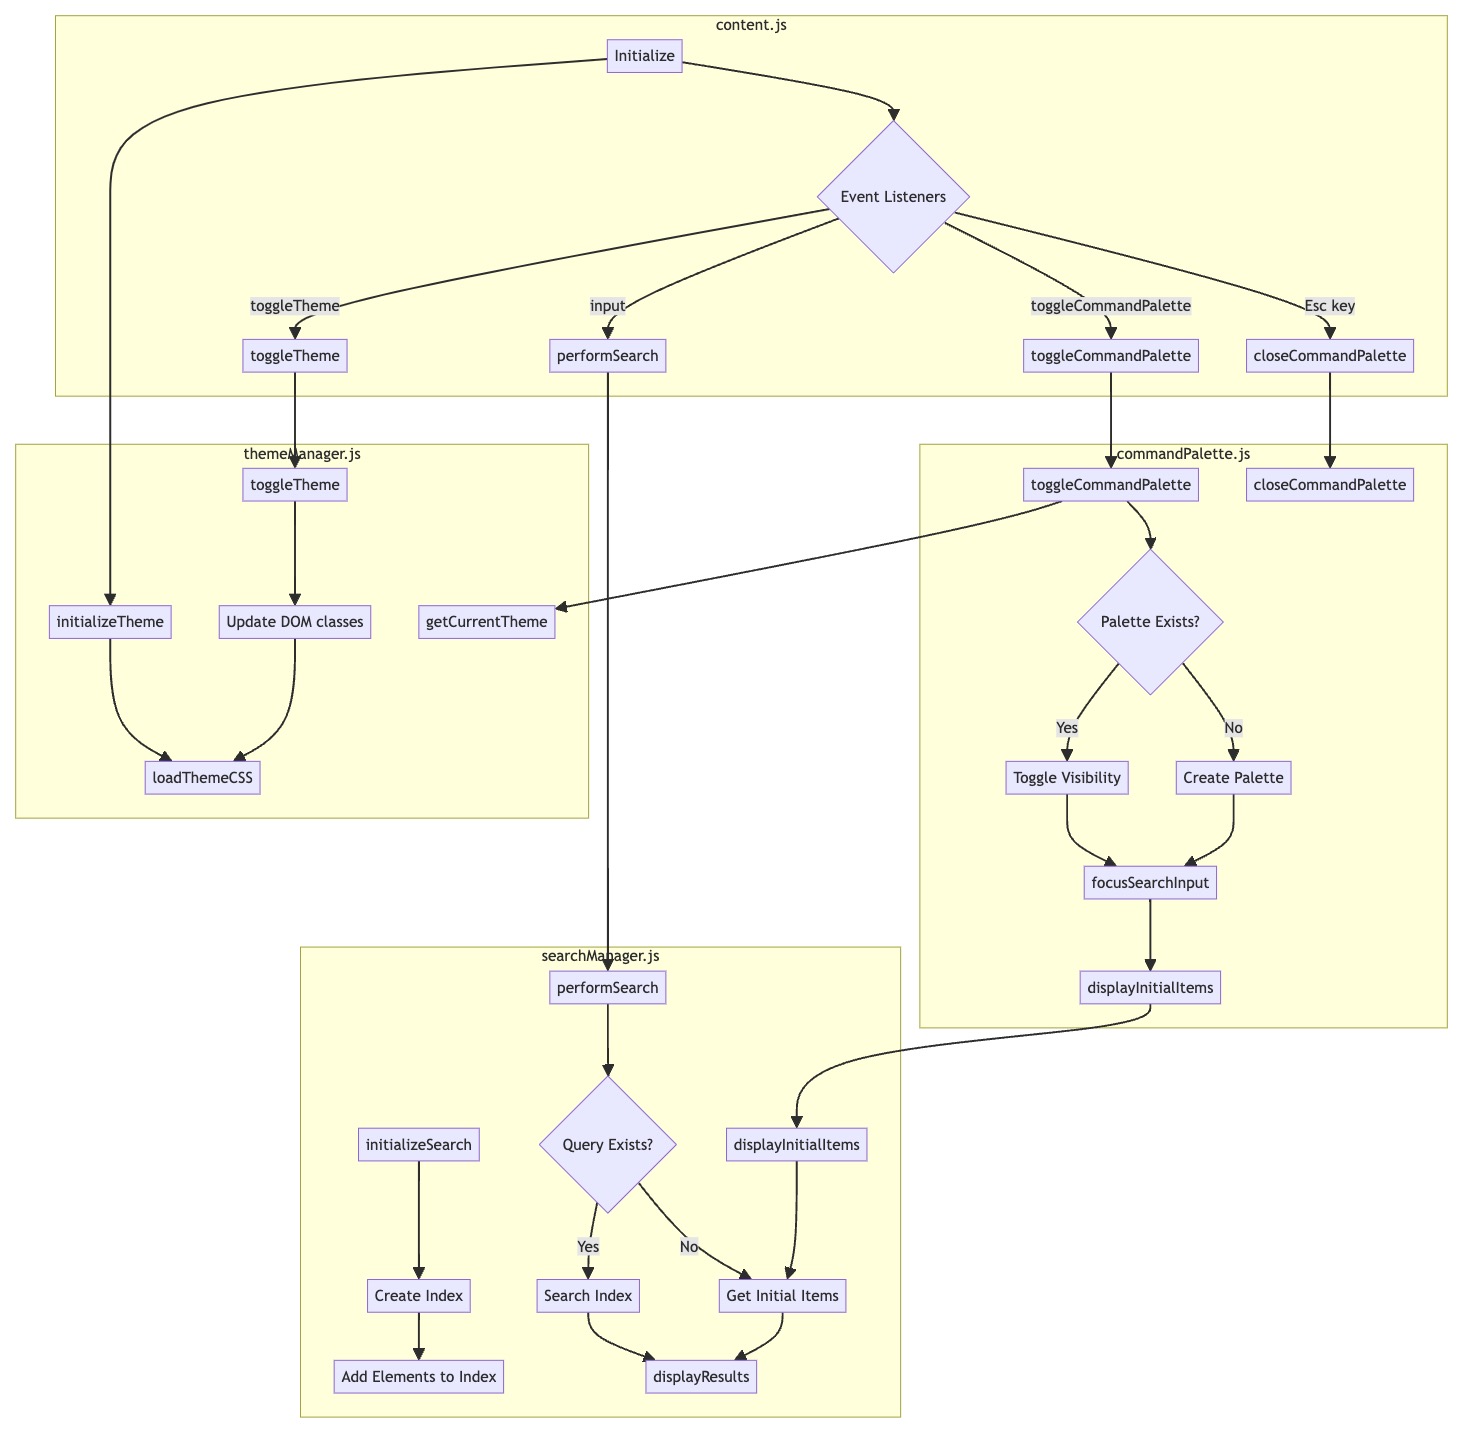 content.js
Initialize
Event Listeners
toggleTheme
input
toggleCommandPalette
Esc key
toggleTheme
performSearch
toggleCommandPalette
closeCommandPalette
themeManager.js
commandPalette.js
toggleTheme
toggleCommandPalette
closeCommandPalette
initializeTheme
Update DOM classes
getCurrentTheme
Palette Exists?
Yes
No
loadThemeCSS
Toggle Visibility
Create Palette
focusSearchInput
searchManager.js
performSearch
displayInitialItems
initializeSearch
Query Exists?
displayInitialItems
Yes
No
Create Index
Search Index
Get Initial Items
Add Elements to Index
displayResults